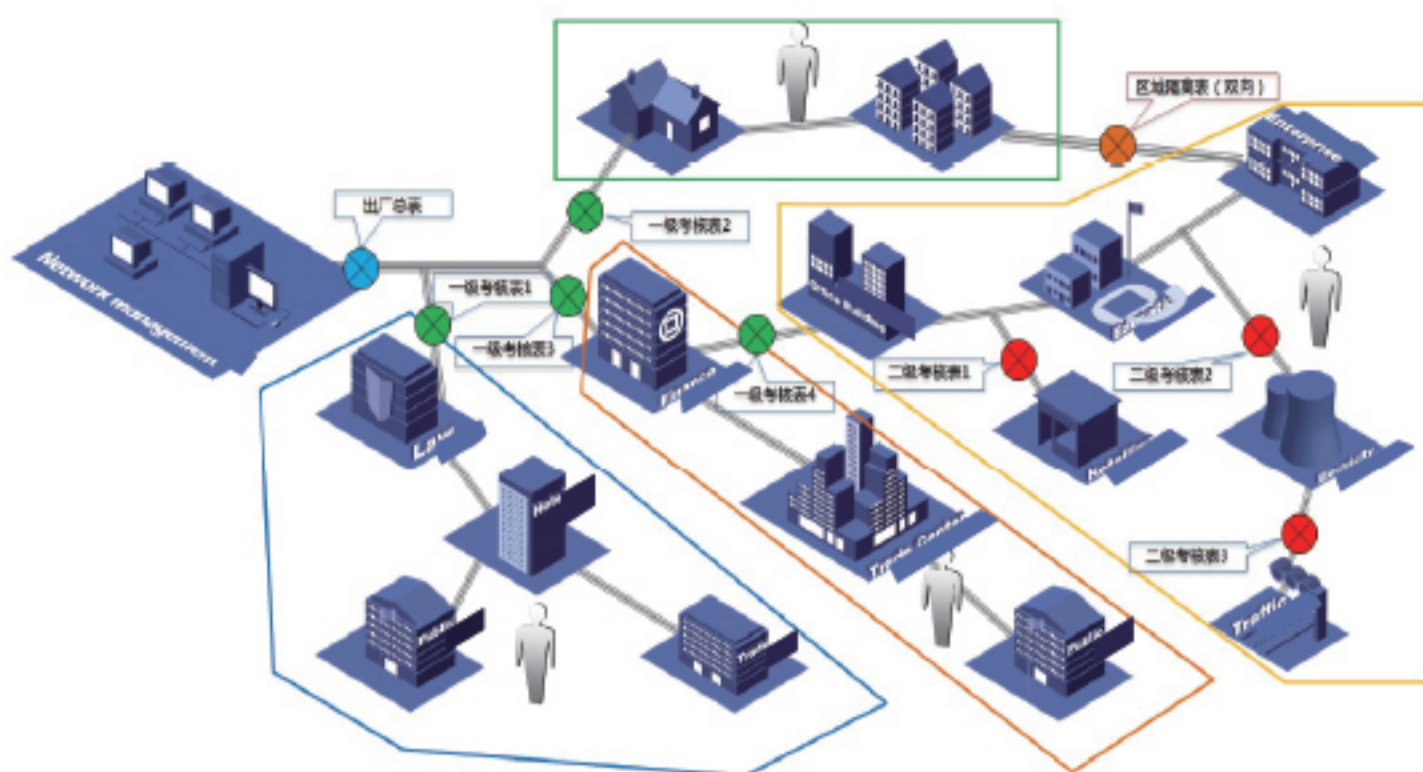 区域隔离表（双向）
Enterprise
出厂总表
一级考核表2
Network management
一级考核表1
一级考核表3
Office Building
Finance
一级考核表4
二级考核表1
二级考核表2
Law
Trade Center
二级考核表3
Traffic
Public
Public